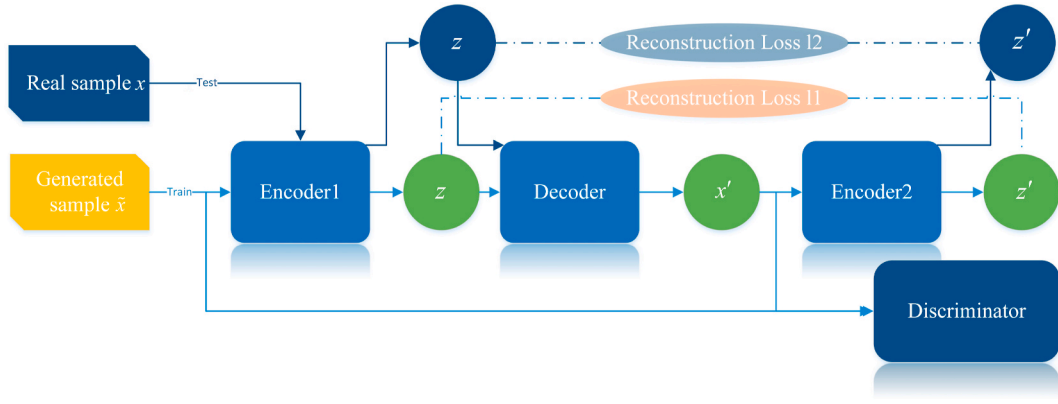 z
Reconstruction Loss l2
z′
Real sample x
Test
Reconstruction Loss l1
Generated
sample x̃
Train
Encoder1
z
Decoder
x′
Encoder2
z′
Discriminator